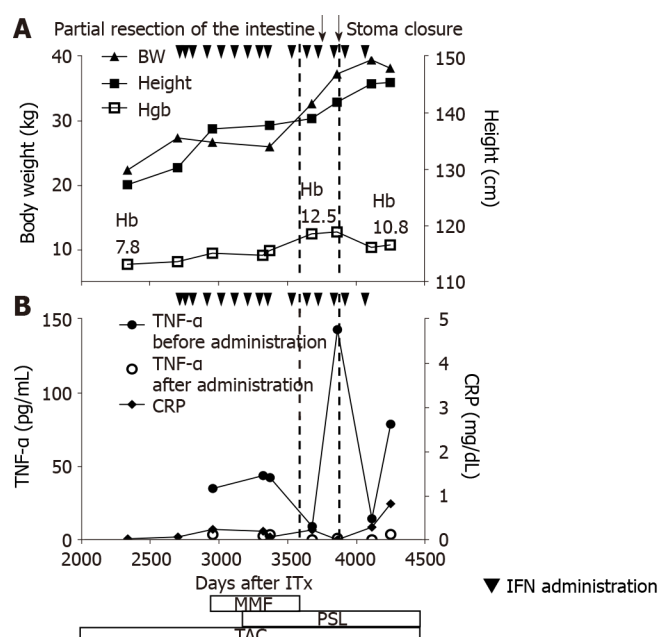 A
Partial resection of the intestine
Stoma closure
40
30
20
10
Body weight (kg)
BW
Height
Hgb
Hb
7.8
Hb
12.5
Hb
10.8
150
140
130
120
110
Height (cm)
B
150
100
50
0
TNF-α (pg/mL)
TNF-α
before administration
TNF-α
after administration
CRP
5
4
3
2
1
0
CRP (mg/dL)
2000 2500 3000 3500 4000 4500
Days after ITx
IFN administration
MMF
PSL
TAC